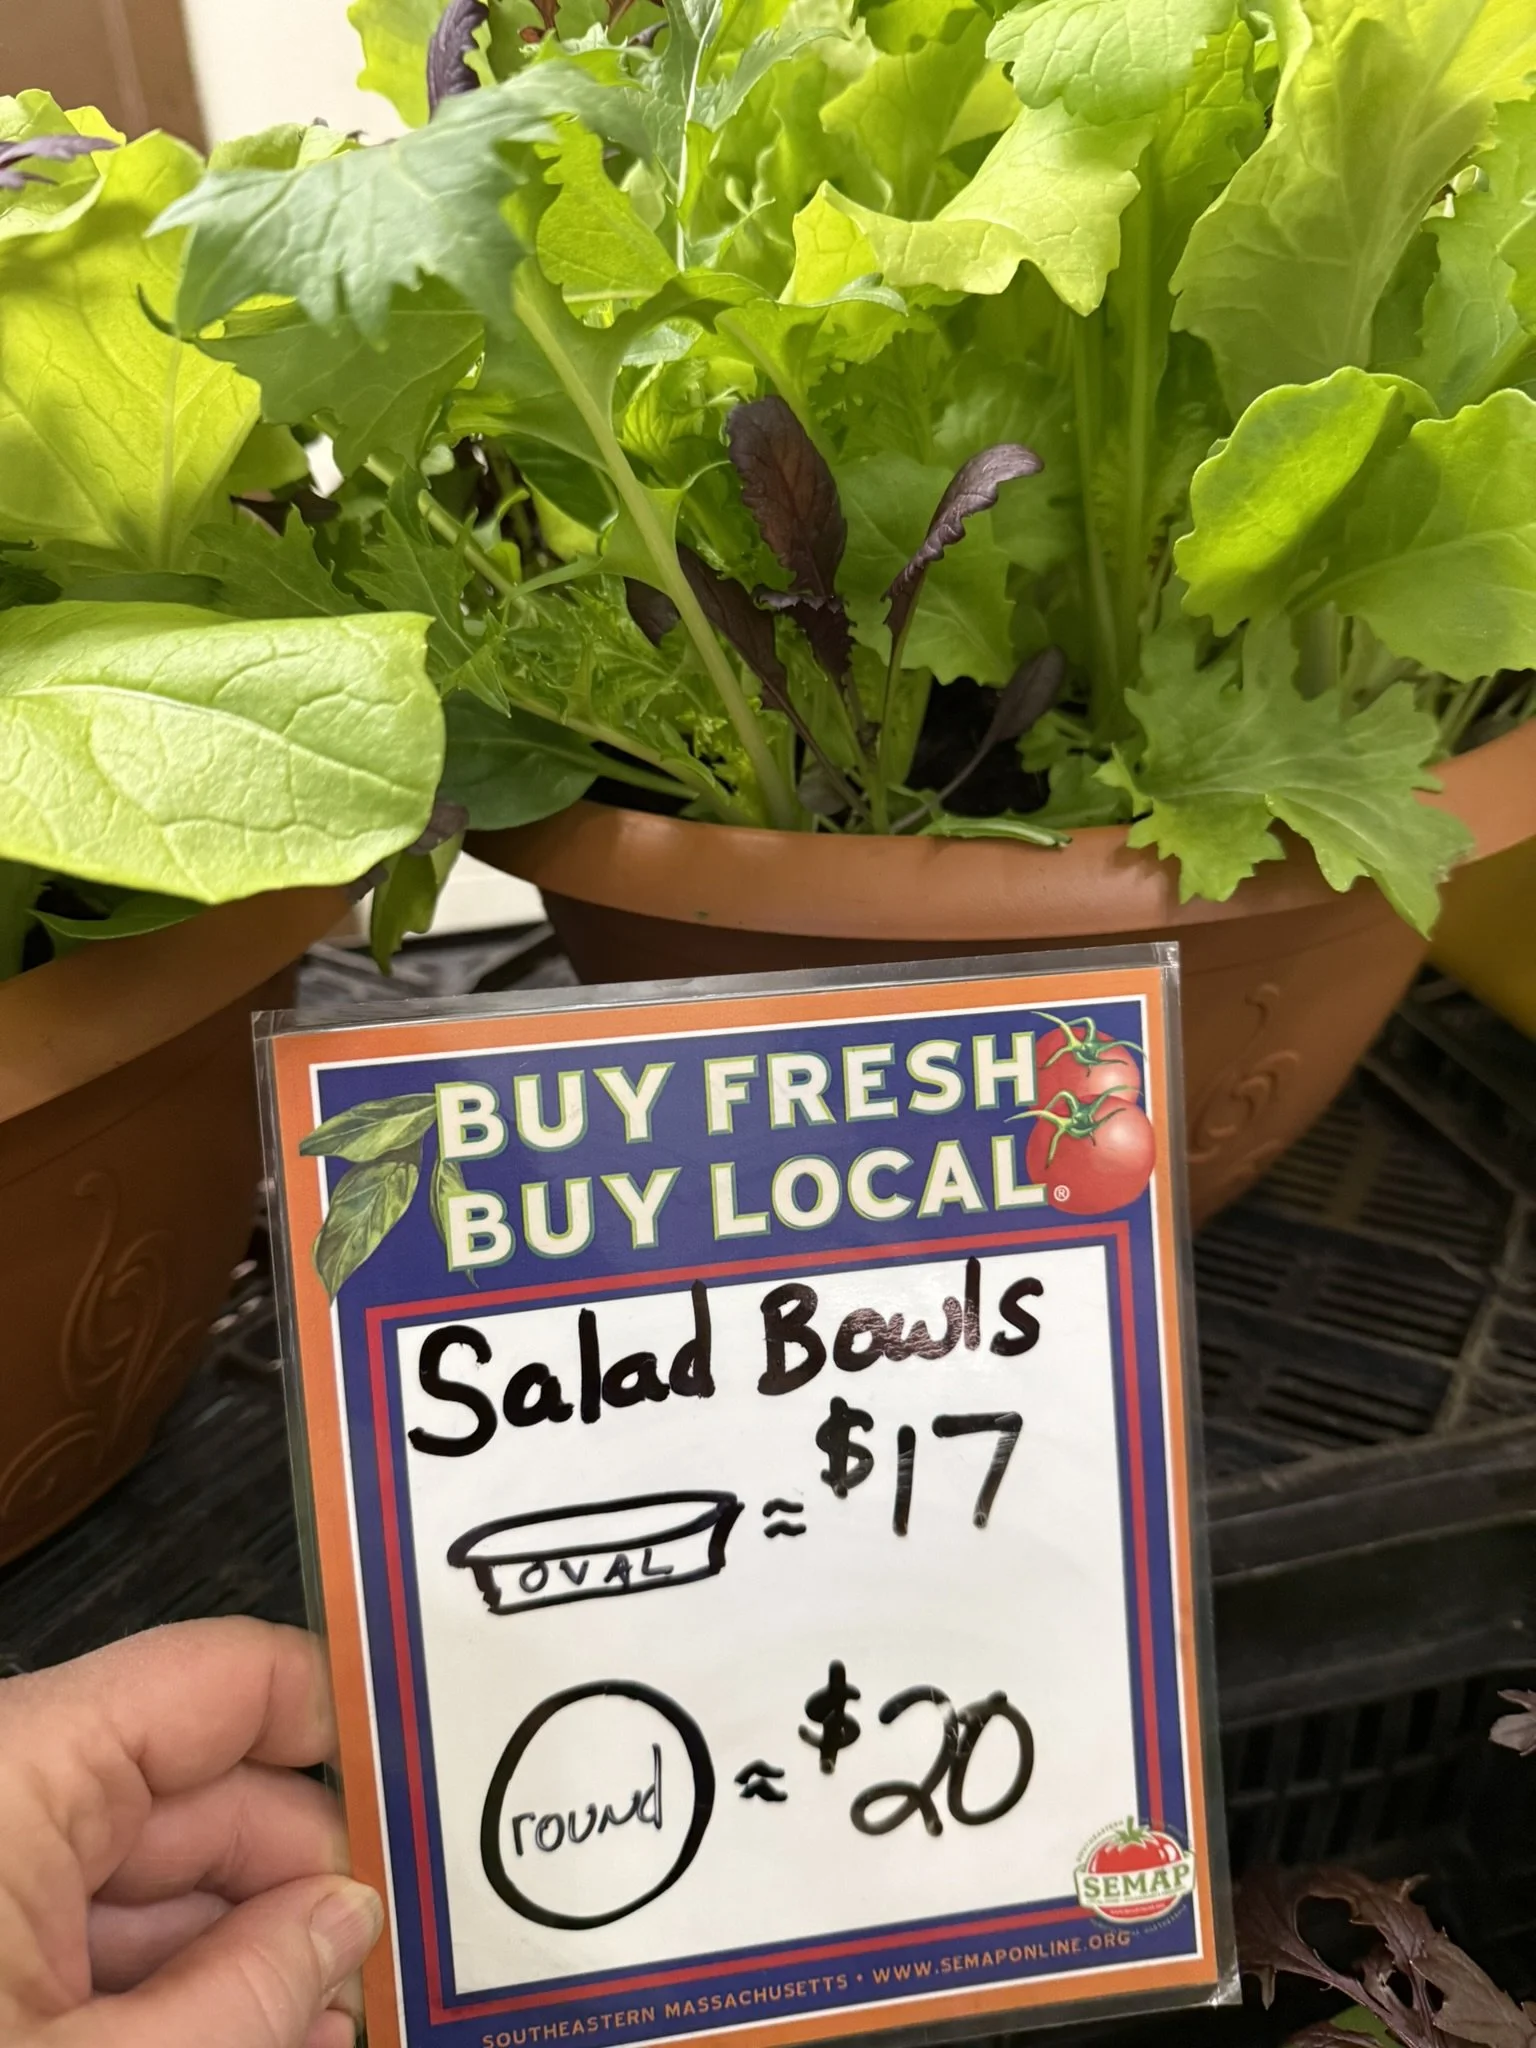 BUY FRESH
BUY LOCAL®
Salad Bowls
OVAL ≈ $17
round ≈ $20
SEMAP
SOUTHEASTERN MASSACHUSETTS • WWW.SEMAPONLINE.ORG